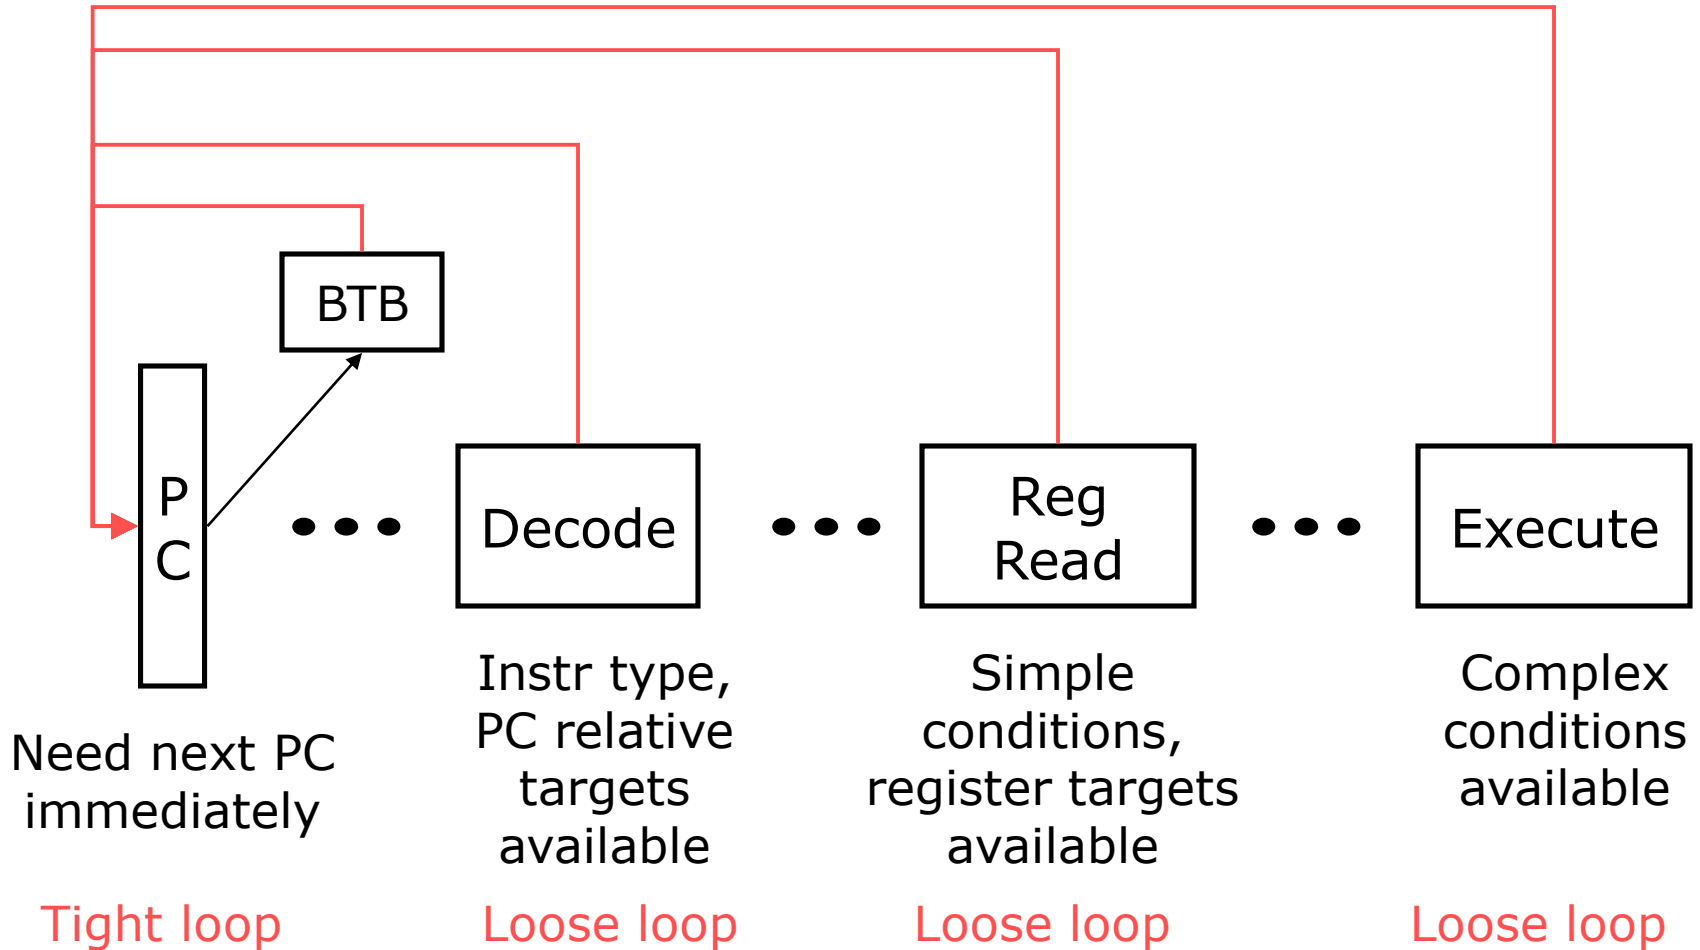 BTB
P
C
Decode
Reg
Read
Execute
Need next PC
immediately
Instr type,
PC relative
targets
available
Simple
conditions,
register targets
available
Complex
conditions
available
Tight loop
Loose loop
Loose loop
Loose loop